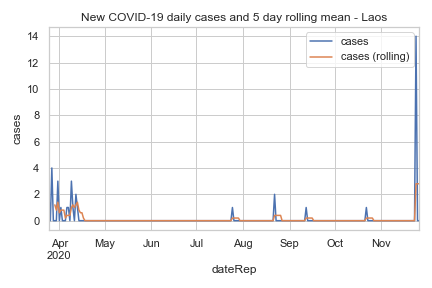 New COVID-19 daily cases and 5 day rolling mean - Laos
cases
cases (rolling)
cases
14
12
10
8
6
4
2
0
Apr
2020
May
Jun
Jul
Aug
Sep
Oct
Nov
dateRep